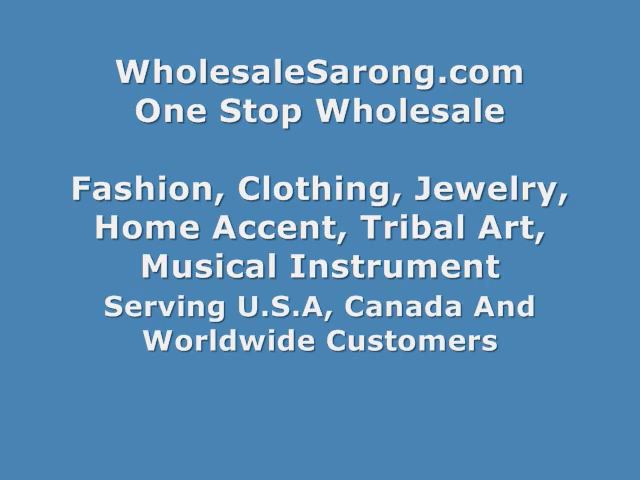 WholesaleSarong.com
One Stop Wholesale
Fashion, Clothing, Jewelry,
Home Accent, Tribal Art,
Musical Instrument
Serving U.S.A, Canada And
Worldwide Customers